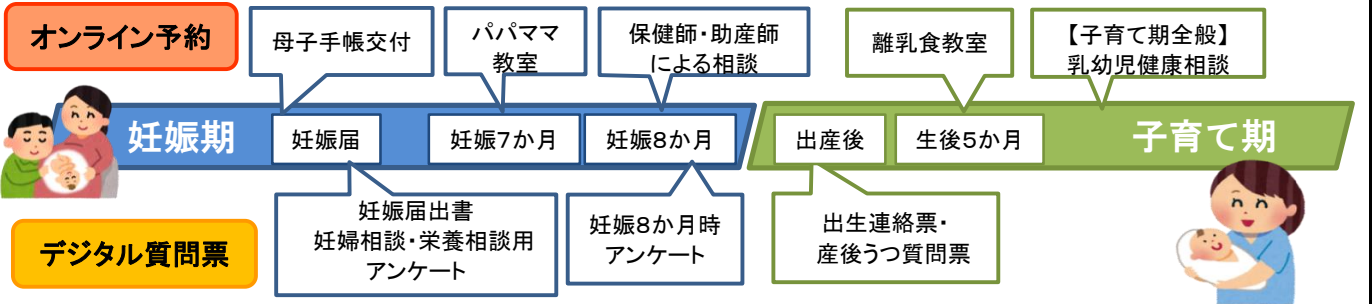 オンライン予約
母子手帳交付
パパママ
教室
保健師・助産師
による相談
離乳食教室
【子育て期全般】
乳幼児健康相談
妊娠期
妊娠届
妊娠7か月
妊娠8か月
出産後
生後5か月
子育て期
デジタル質問票
妊娠届出書
妊婦相談・栄養相談用
アンケート
妊娠8か月時
アンケート
出生連絡票・
産後うつ質問票